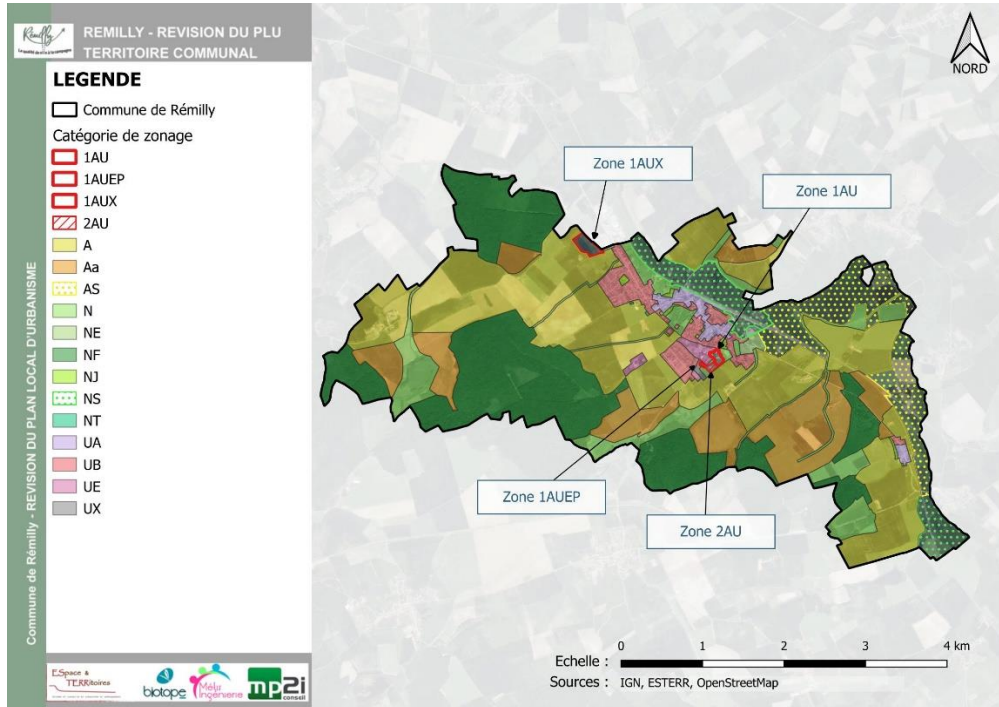 Rémilly
REMILLY - REVISION DU PLU
TERRITOIRE COMMUNAL
LEGENDE
Commune de Rémilly
Catégorie de zonage
1AU
1AUEP
1AUX
2AU
A
Aa
AS
N
NE
NF
NJ
NS
NT
UA
UB
UE
UX
Commune de Rémilly - REVISION DU PLAN LOCAL D'URBANISME
ESpace &
TERRitoires
biotope
Mélis
Ingénierie
mp2i
conseil
NORD
Zone 1AUX
Zone 1AU
Zone 1AUEP
Zone 2AU
Echelle :
0 1 2 3 4 km
Sources : IGN, ESTERR, OpenStreetMap